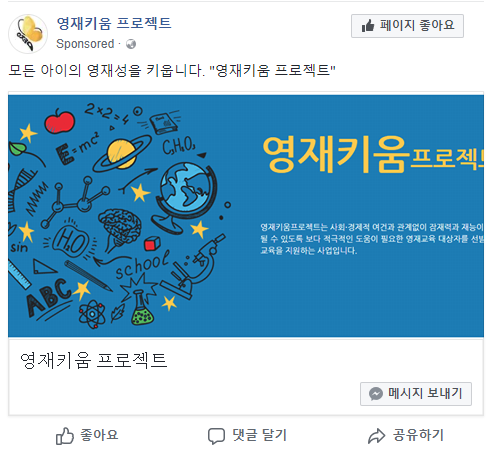 영재키움 프로젝트
페이지 좋아요
Sponsored ·
모든 아이의 영재성을 키웁니다. "영재키움 프로젝트"
2×2=4
E=mc²
C₂H₅O
영재키움프로젝트
영재키움프로젝트는 사회·경제적 여건과 관계없이 잠재력과 재능이
될 수 있도록 보다 적극적인 도움이 필요한 영재교육 대상자를 선발
교육을 지원하는 사업입니다.
sin
H₂O
school
ABC
영재키움 프로젝트
메시지 보내기
좋아요
댓글 달기
공유하기